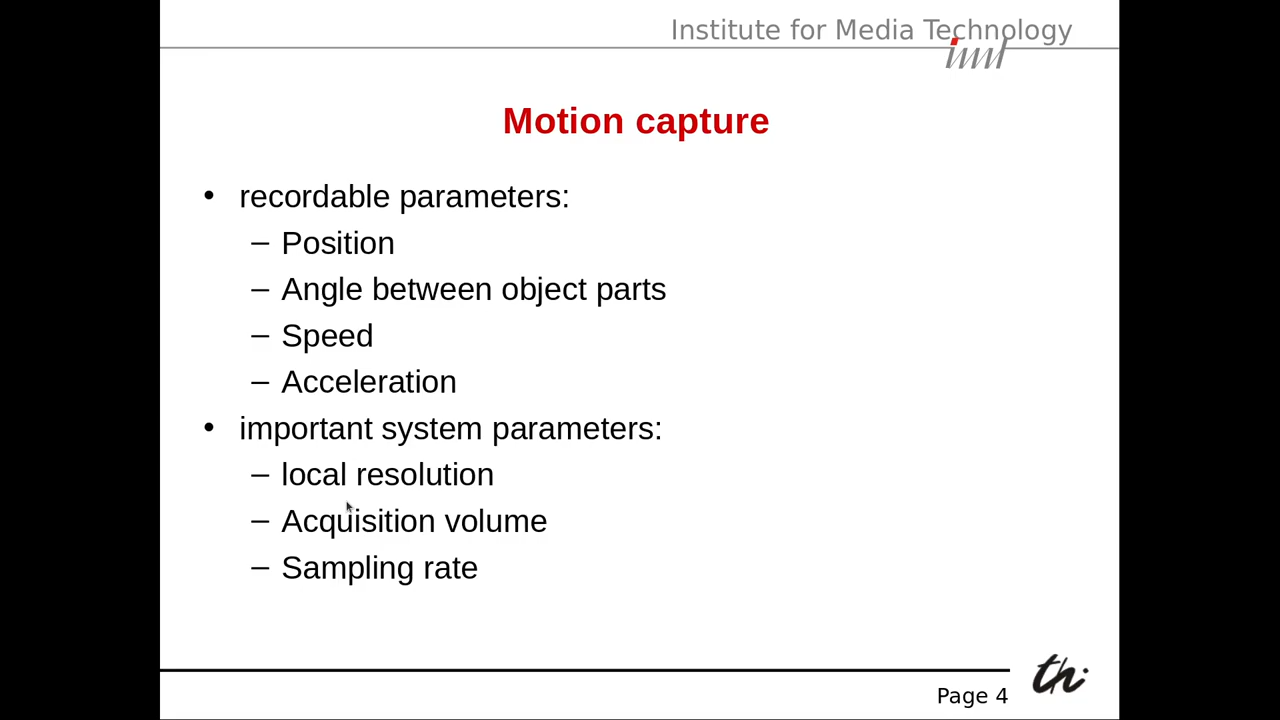 Institute for Media Technology
imt
Motion capture
• recordable parameters:
– Position
– Angle between object parts
– Speed
– Acceleration
• important system parameters:
– local resolution
– Acquisition volume
– Sampling rate
th
Page 4